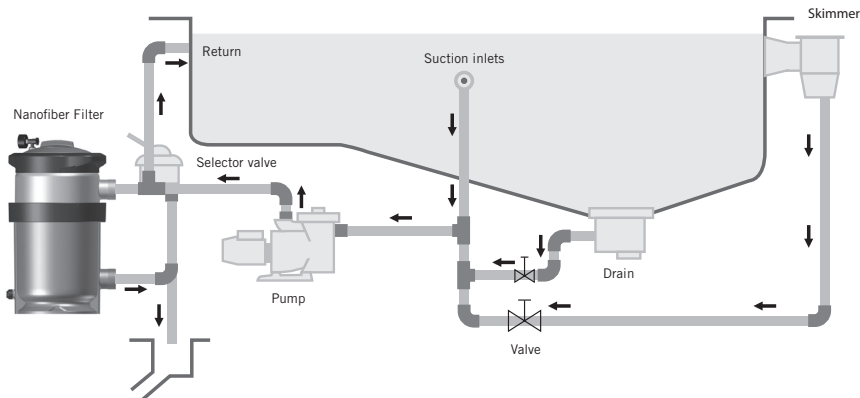 Skimmer
Return
Suction inlets
Nanofiber Filter
Selector valve
Drain
Pump
Valve